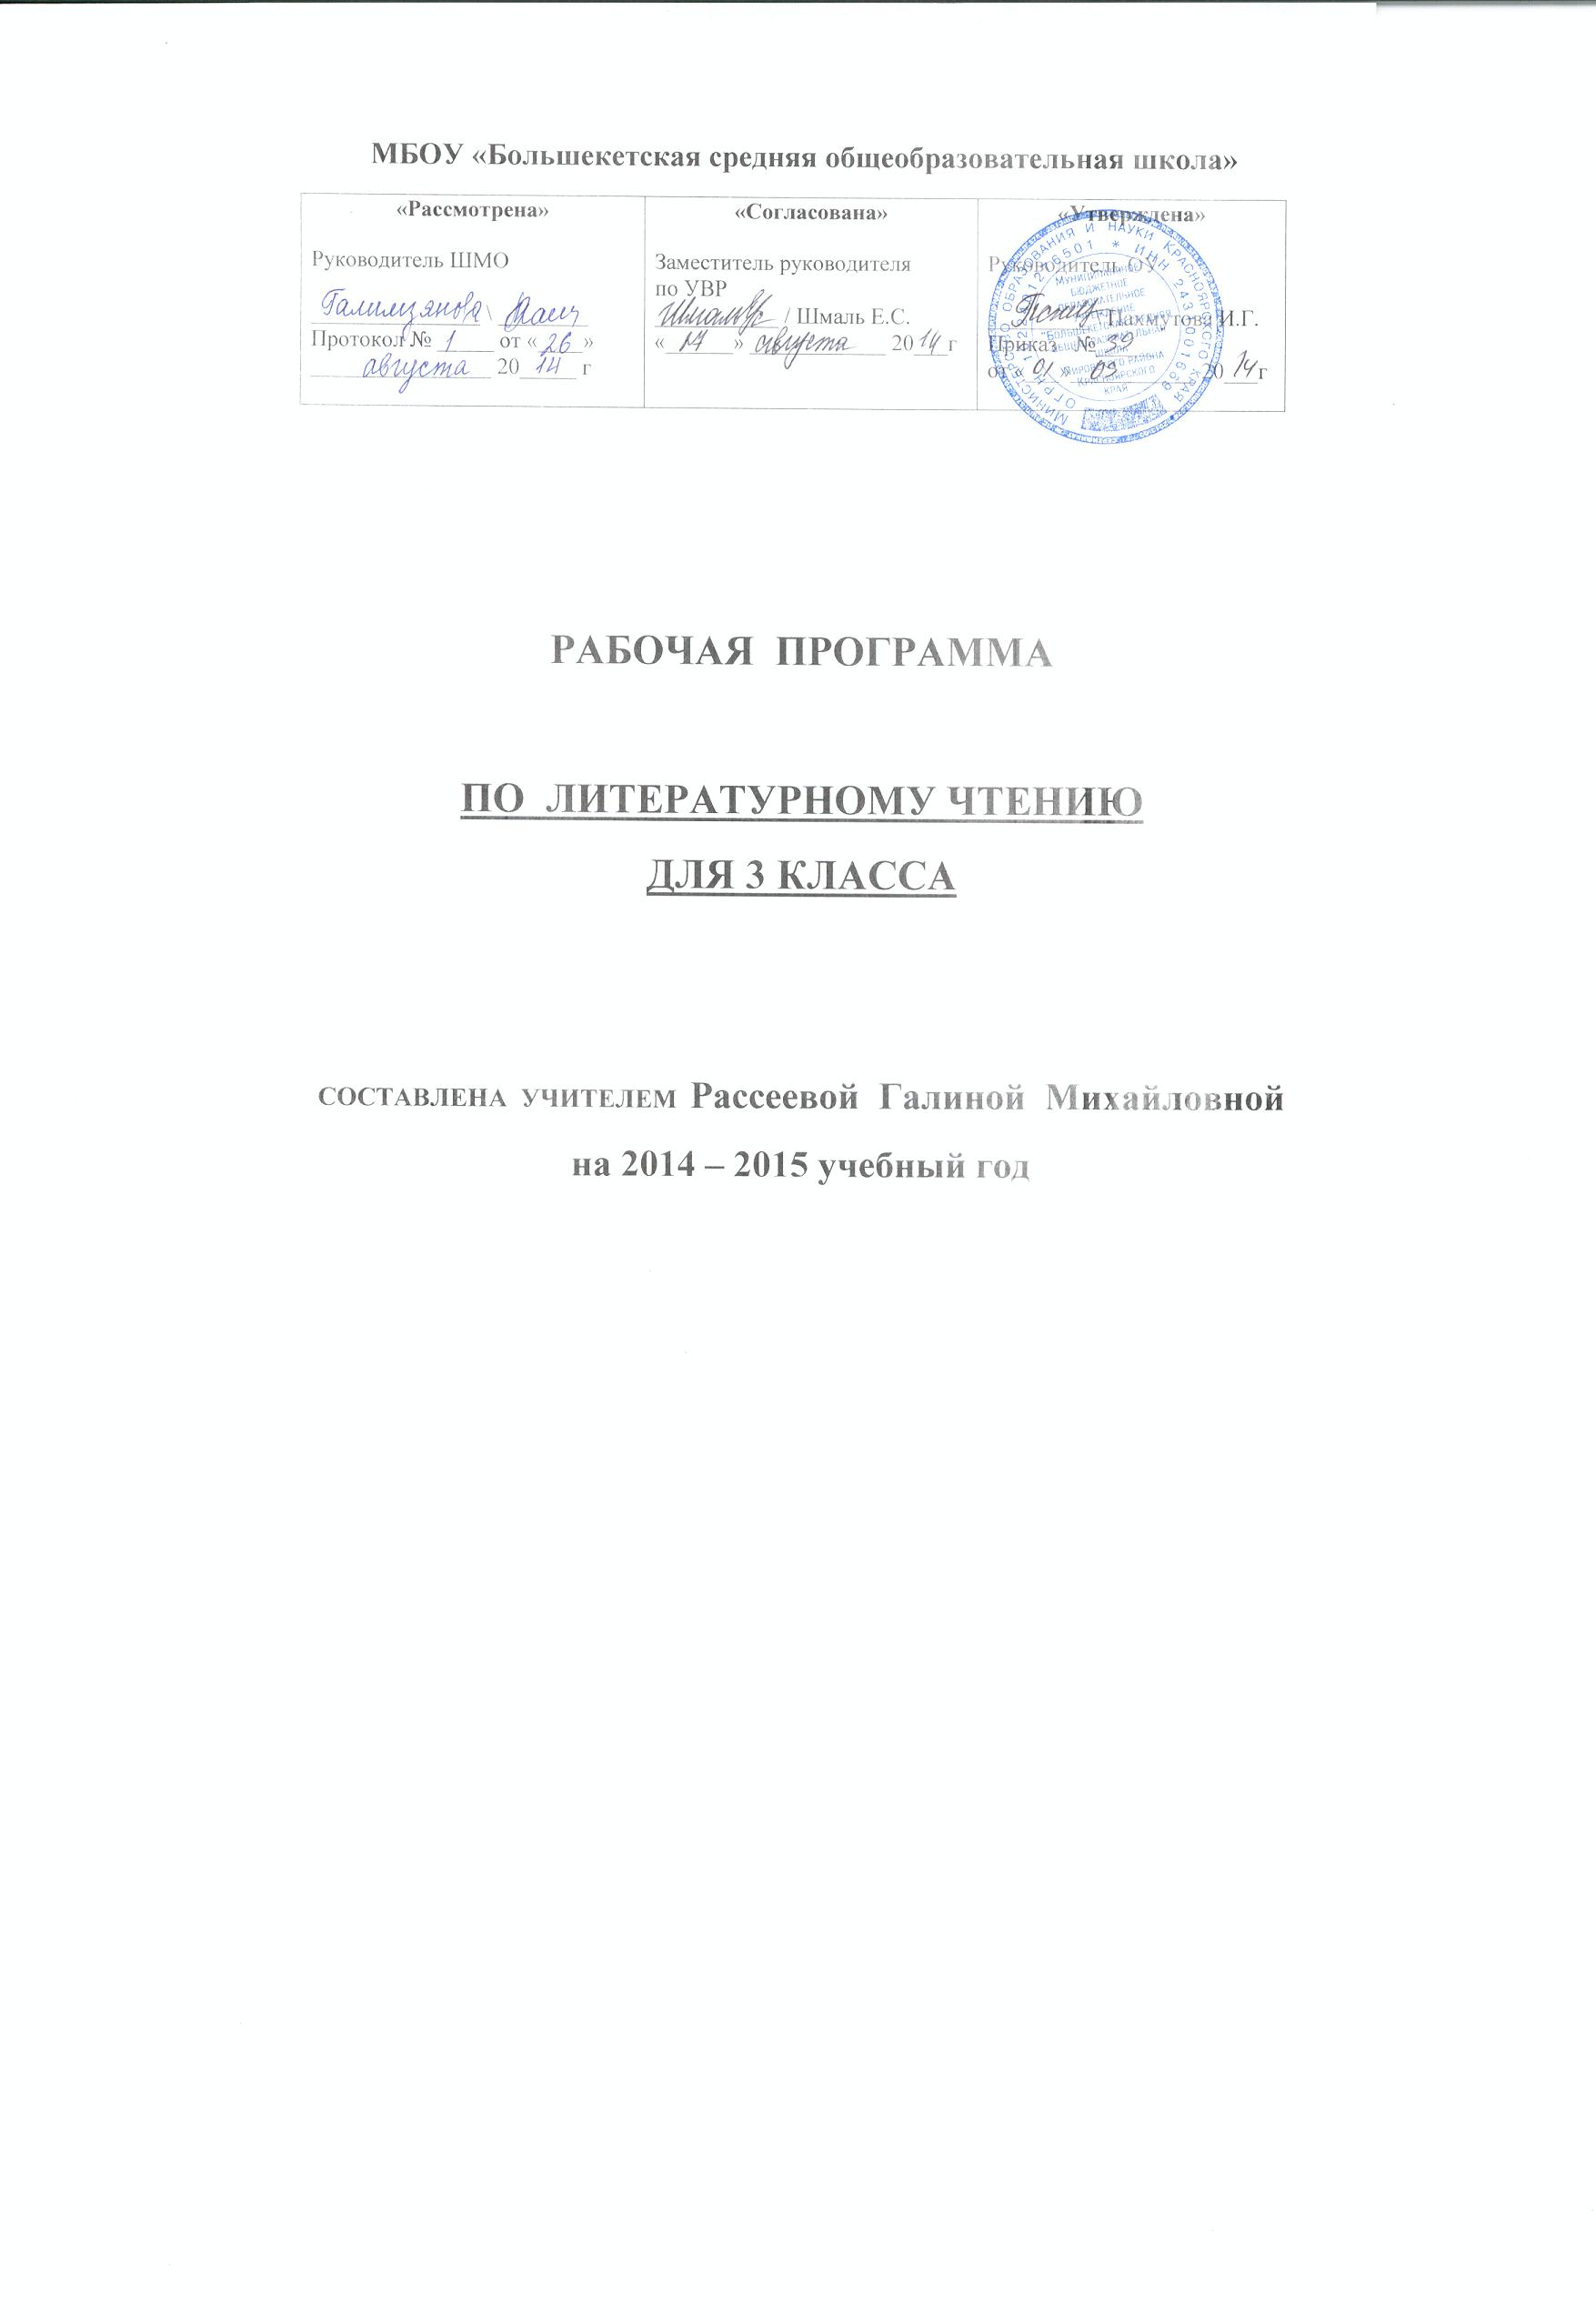 МБОУ «Большекетская средняя общеобразовательная школа»
«Рассмотрена»
Руководитель ШМО
Галимзянова \
Протокол № 1 от « 26 »
августа 20 14 г
«Согласована»
Заместитель руководителя
по УВР
/ Шмаль Е.С.
« » августа 20 14 г
«Утверждена»
Руководитель ОУ
Пахмутова И.Г.
Приказ № 39
от « 01 » 09 20 14 г
РАБОЧАЯ ПРОГРАММА
ПО ЛИТЕРАТУРНОМУ ЧТЕНИЮ
ДЛЯ 3 КЛАССА
СОСТАВЛЕНА УЧИТЕЛЕМ Рассеевой Галиной Михайловной
на 2014 – 2015 учебный год